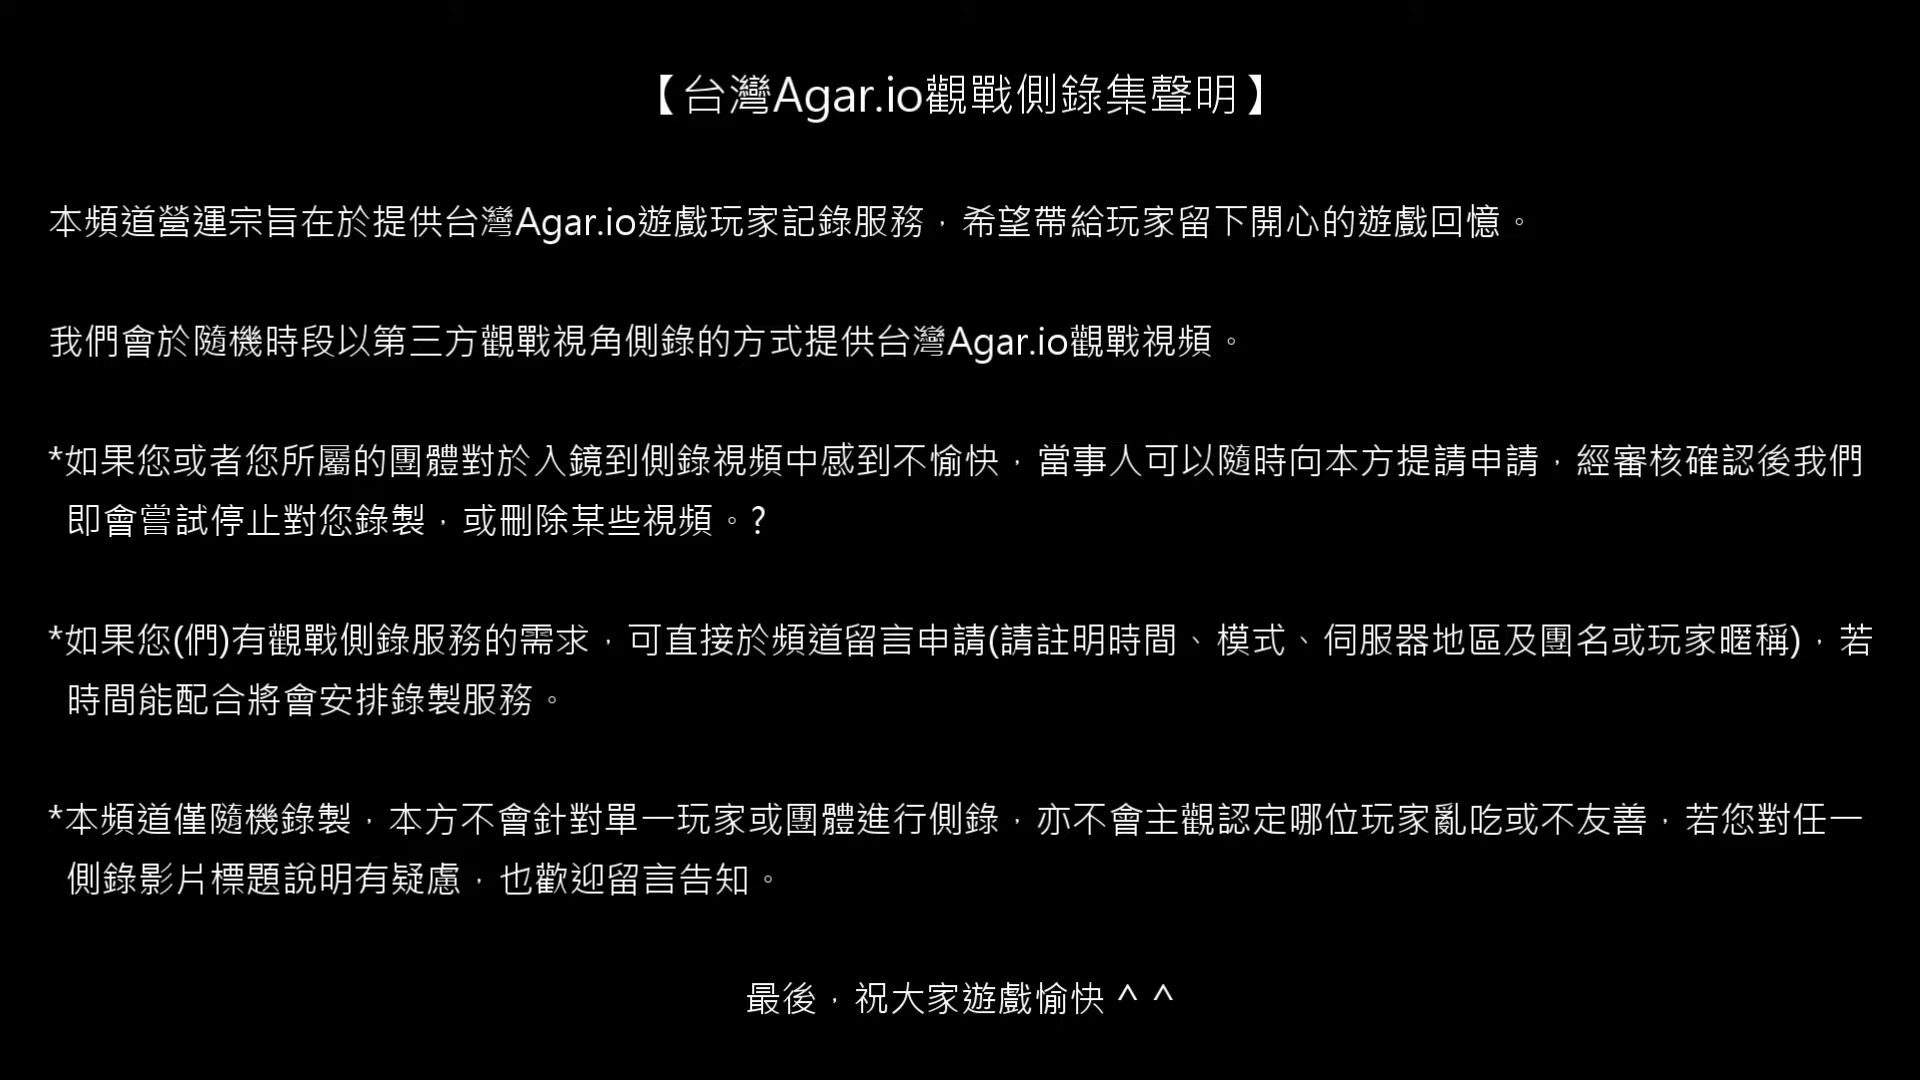 【台灣Agar.io觀戰側錄集聲明】
本頻道營運宗旨在於提供台灣Agar.io遊戲玩家記錄服務，希望帶給玩家留下開心的遊戲回憶。
我們會於隨機時段以第三方觀戰視角側錄的方式提供台灣Agar.io觀戰視頻。
*如果您或者您所屬的團體對於入鏡到側錄視頻中感到不愉快，當事人可以隨時向本方提請申請，經審核確認後我們
即會嘗試停止對您錄製，或刪除某些視頻。?
*如果您(們)有觀戰側錄服務的需求，可直接於頻道留言申請(請註明時間、模式、伺服器地區及團名或玩家暱稱)，若
時間能配合將會安排錄製服務。
*本頻道僅隨機錄製，本方不會針對單一玩家或團體進行側錄，亦不會主觀認定哪位玩家亂吃或不友善，若您對任一
側錄影片標題說明有疑慮，也歡迎留言告知。
最後，祝大家遊戲愉快 ^ ^